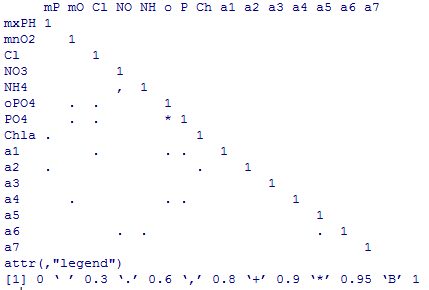 mP mO Cl NO NH o P Ch a1 a2 a3 a4 a5 a6 a7
mxPH 1
mnO2    1
Cl         1
NO3           1
NH4           ,  1
oPO4    .  .        1
PO4     .  .        * 1
Chla .                  1
a1         .        . .    1
a2   .                  .     1
a3                               1
a4      .           . .             1
a5                                     1
a6            .  .                     .  1
a7                                           1
attr(,"legend")
[1] 0 ‘ ’ 0.3 ‘.’ 0.6 ‘,’ 0.8 ‘+’ 0.9 ‘*’ 0.95 ‘B’ 1